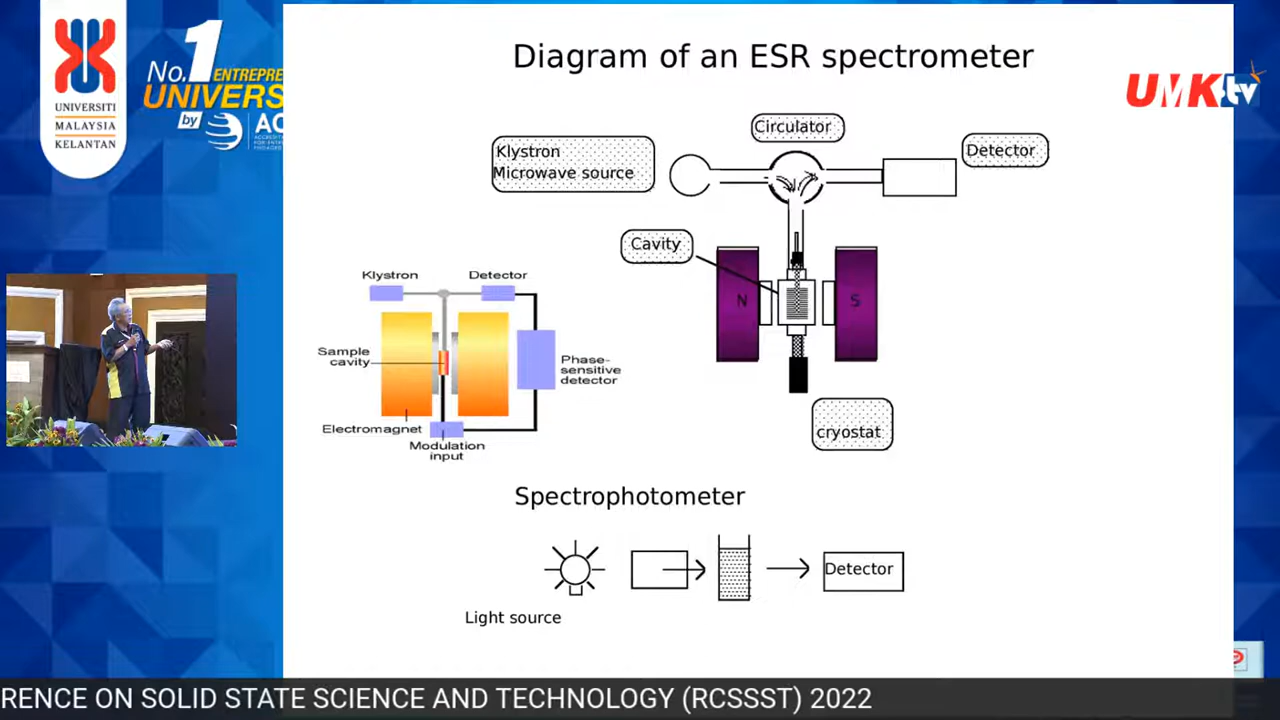 UNIVERSITI
MALAYSIA
KELANTAN
No.1 ENTREPRE
UNIVERS
by
UMK tv
Diagram of an ESR spectrometer
Circulator
Klystron
Microwave source
Detector
Cavity
N
S
cryostat
Klystron
Detector
Sample
cavity
Phase-
sensitive
detector
Electromagnet
Modulation
input
Spectrophotometer
Detector
Light source
RENCE ON SOLID STATE SCIENCE AND TECHNOLOGY (RCSSST) 2022